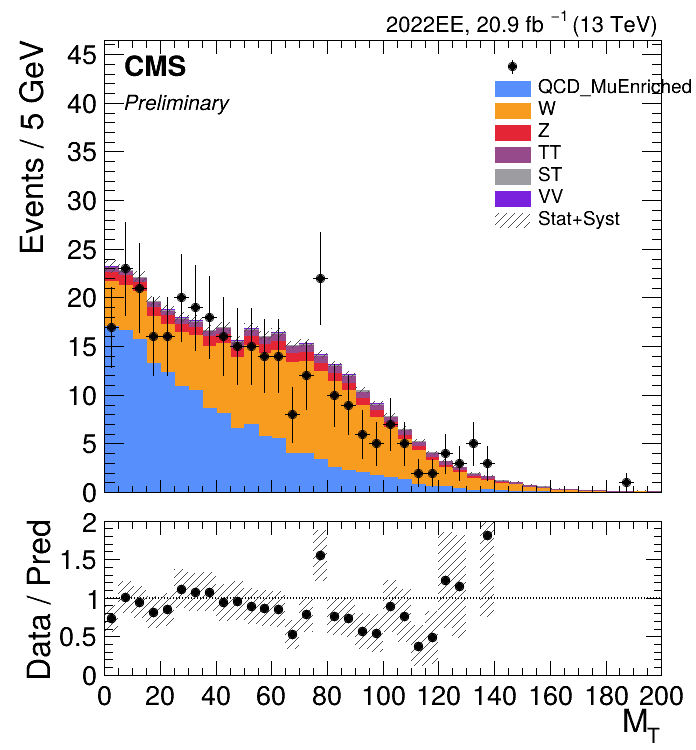 2022EE, 20.9 fb ⁻¹ (13 TeV)
CMS
Preliminary
QCD_MuEnriched
W
Z
TT
ST
VV
Stat+Syst
Events / 5 GeV
45
40
35
30
25
20
15
10
5
0
Data / Pred
2
1.5
1
0.5
0
0 20 40 60 80 100 120 140 160 180 200
M_T